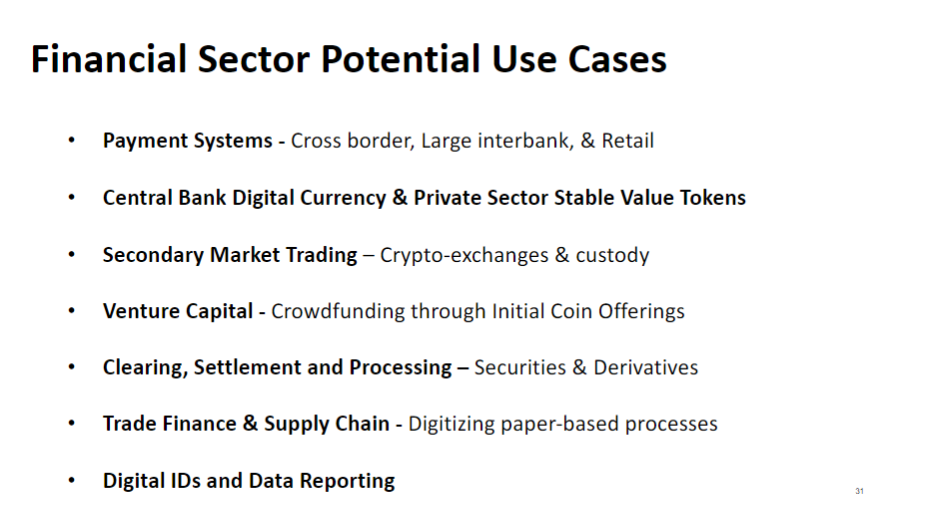 Financial Sector Potential Use Cases
• Payment Systems - Cross border, Large interbank, & Retail
• Central Bank Digital Currency & Private Sector Stable Value Tokens
• Secondary Market Trading – Crypto-exchanges & custody
• Venture Capital - Crowdfunding through Initial Coin Offerings
• Clearing, Settlement and Processing – Securities & Derivatives
• Trade Finance & Supply Chain - Digitizing paper-based processes
• Digital IDs and Data Reporting
31